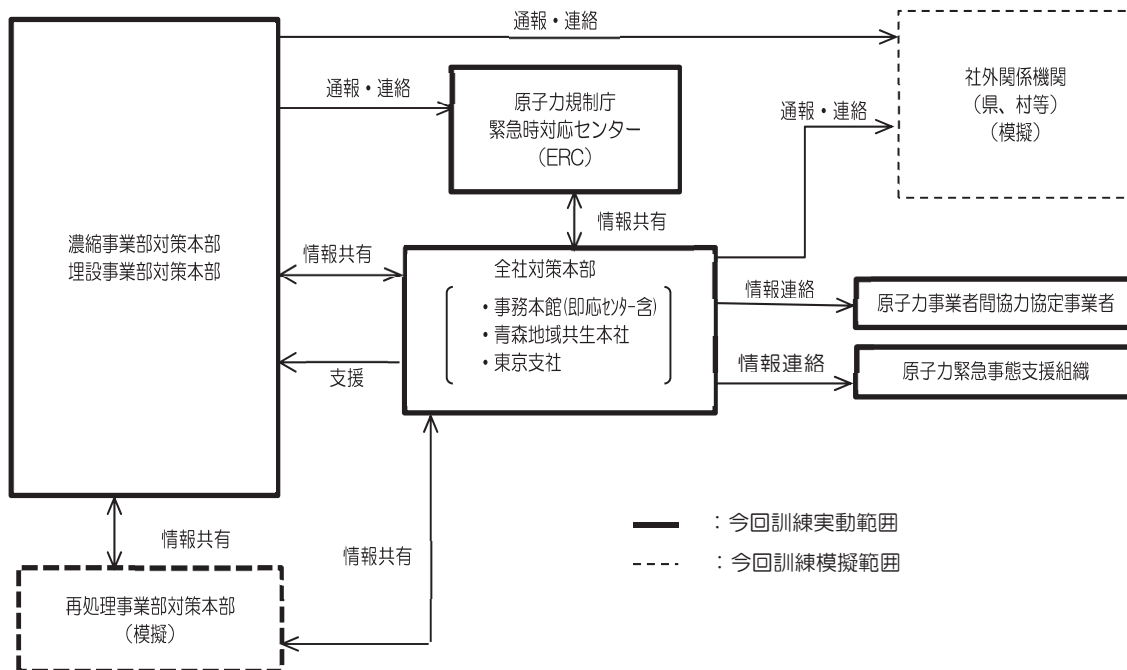 通報・連絡
社外関係機関
（県、村等）
（模擬）
通報・連絡
原子力規制庁
緊急時対応センター
（ERC）
通報・連絡
情報共有
濃縮事業部対策本部
埋設事業部対策本部
情報共有
全社対策本部
・事務本館(即応センター含)
・青森地域共生本社
・東京支社
情報連絡
原子力事業者間協力協定事業者
支援
情報連絡
原子力緊急事態支援組織
情報共有
情報共有
：今回訓練実動範囲
：今回訓練模擬範囲
再処理事業部対策本部
（模擬）